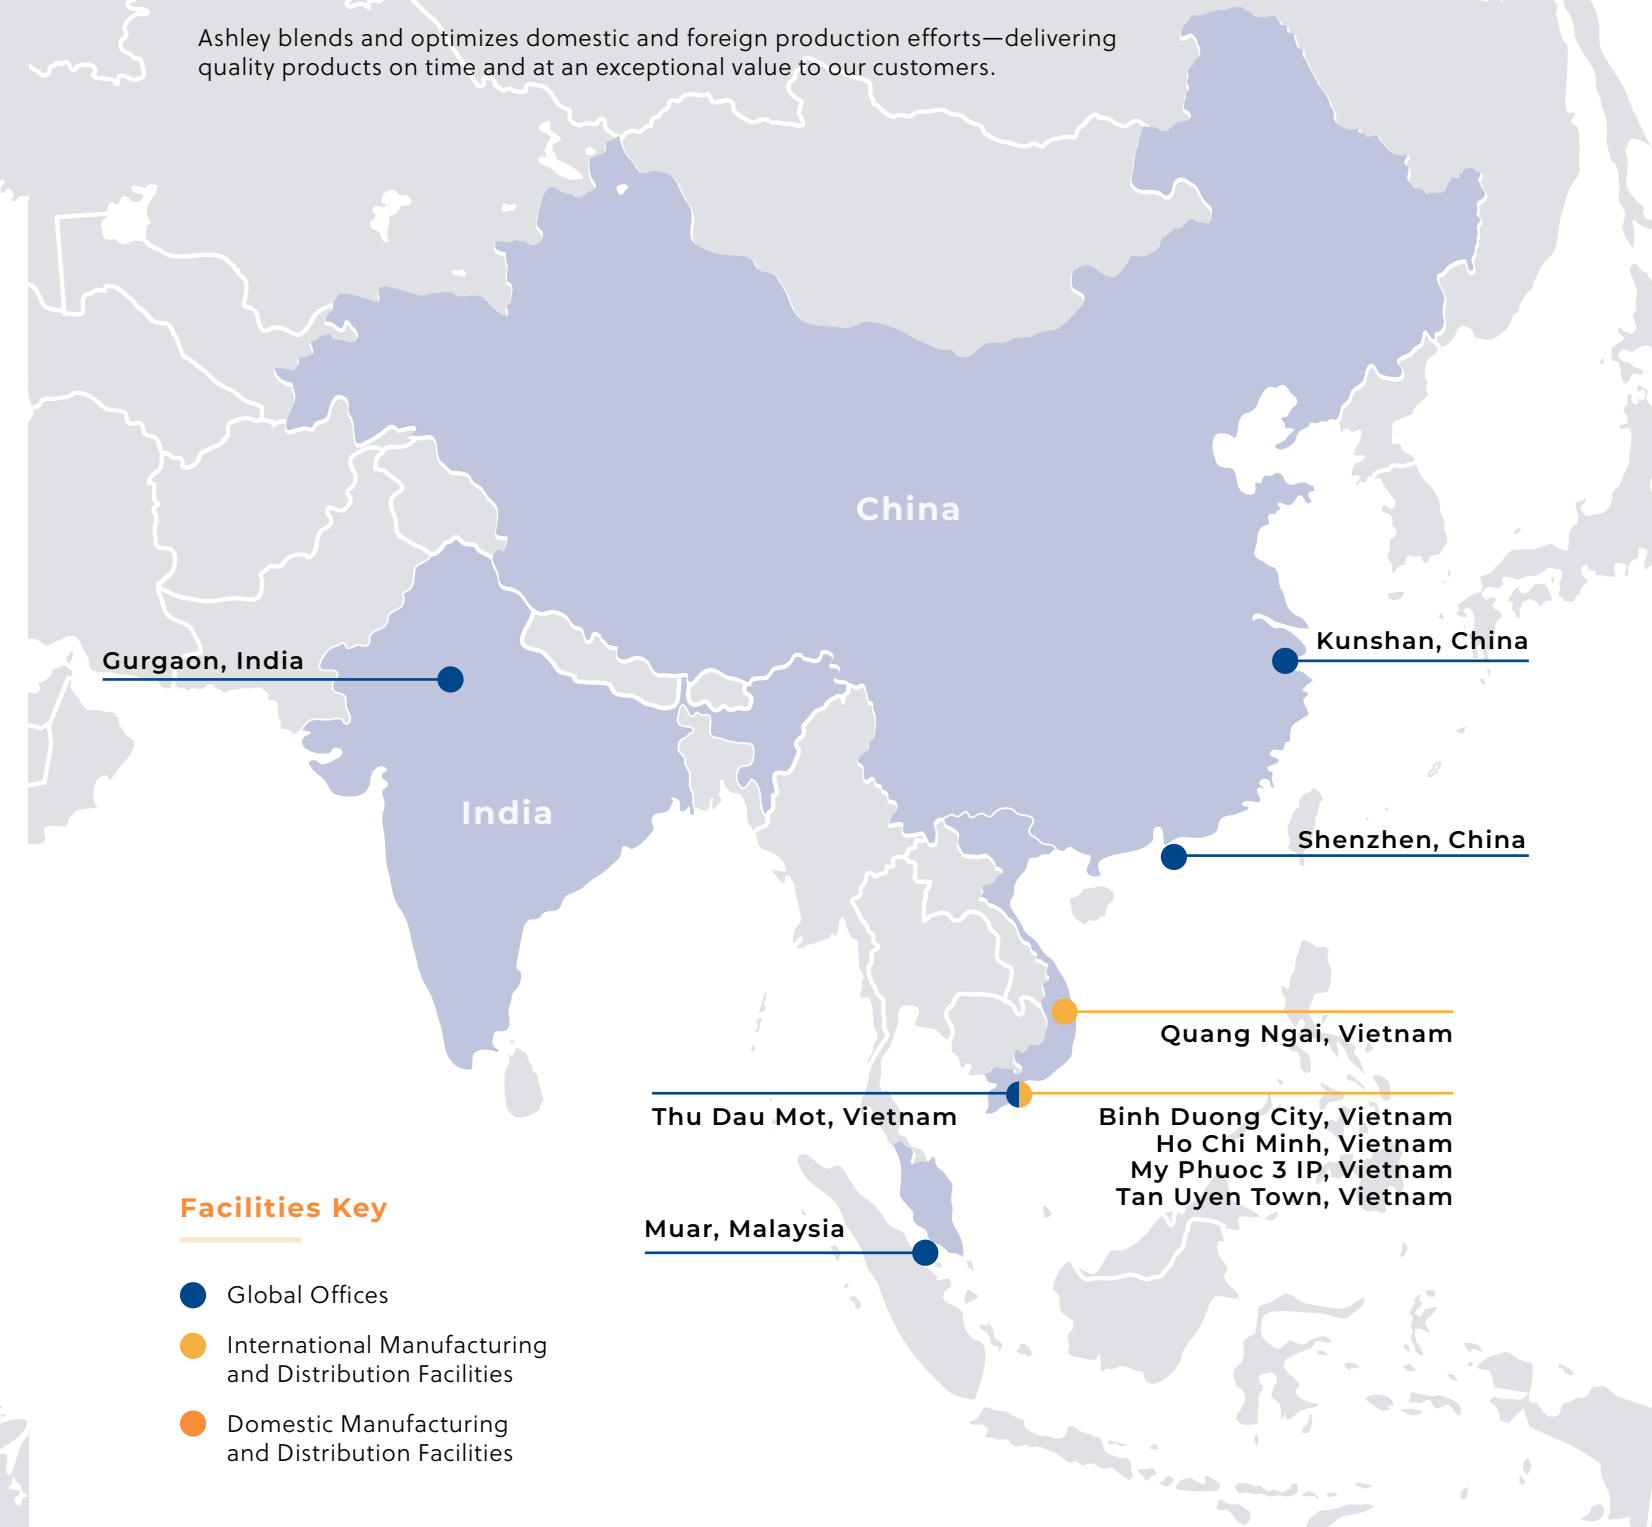 Ashley blends and optimizes domestic and foreign production efforts—delivering
quality products on time and at an exceptional value to our customers.
China
Kunshan, China
Gurgaon, India
India
Shenzhen, China
Quang Ngai, Vietnam
Thu Dau Mot, Vietnam
Binh Duong City, Vietnam
Ho Chi Minh, Vietnam
My Phuoc 3 IP, Vietnam
Tan Uyen Town, Vietnam
Muar, Malaysia
Facilities Key
Global Offices
International Manufacturing
and Distribution Facilities
Domestic Manufacturing
and Distribution Facilities